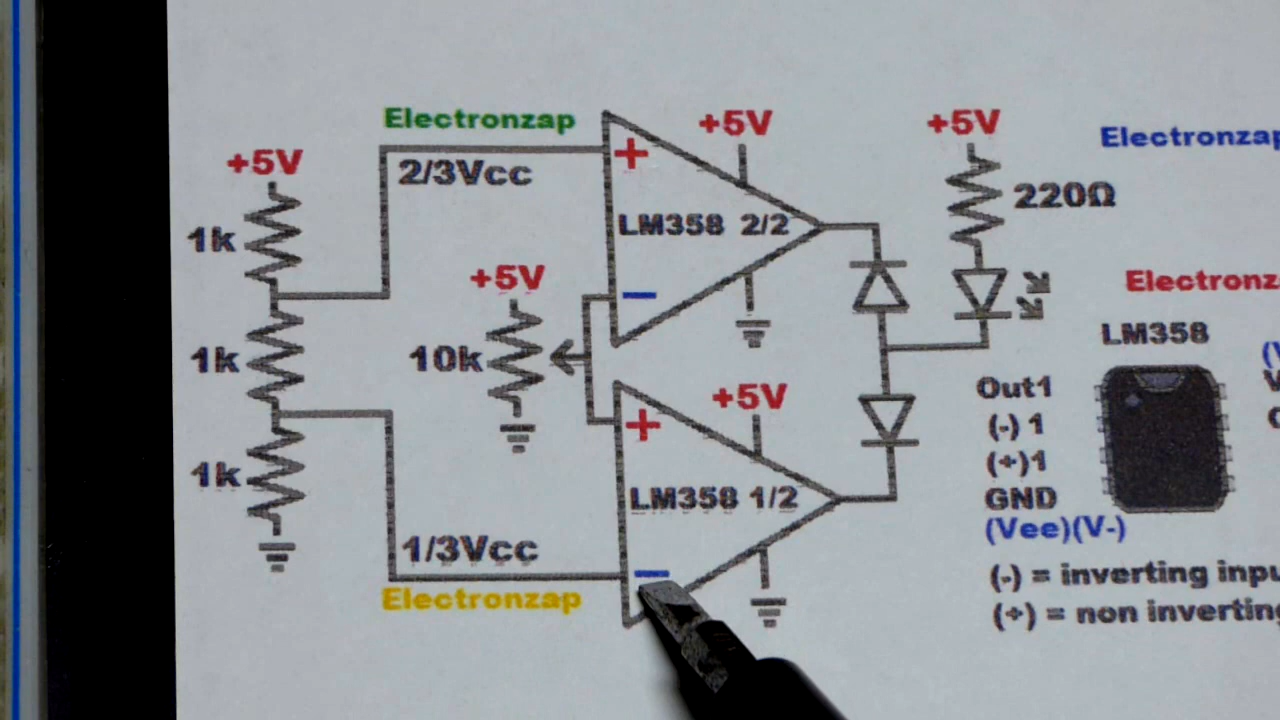 Electronzap
+5V
+5V
Electronzap
+5V
2/3Vcc
220Ω
1k
LM358 2/2
+
-
+5V
Electronz
LM358
1k
10k
+5V
Out1
(-) 1
+
(+)1
1k
LM358 1/2
GND
(Vee)(V-)
1/3Vcc
-
(-) = inverting inpu
Electronzap
(+) = non inverting